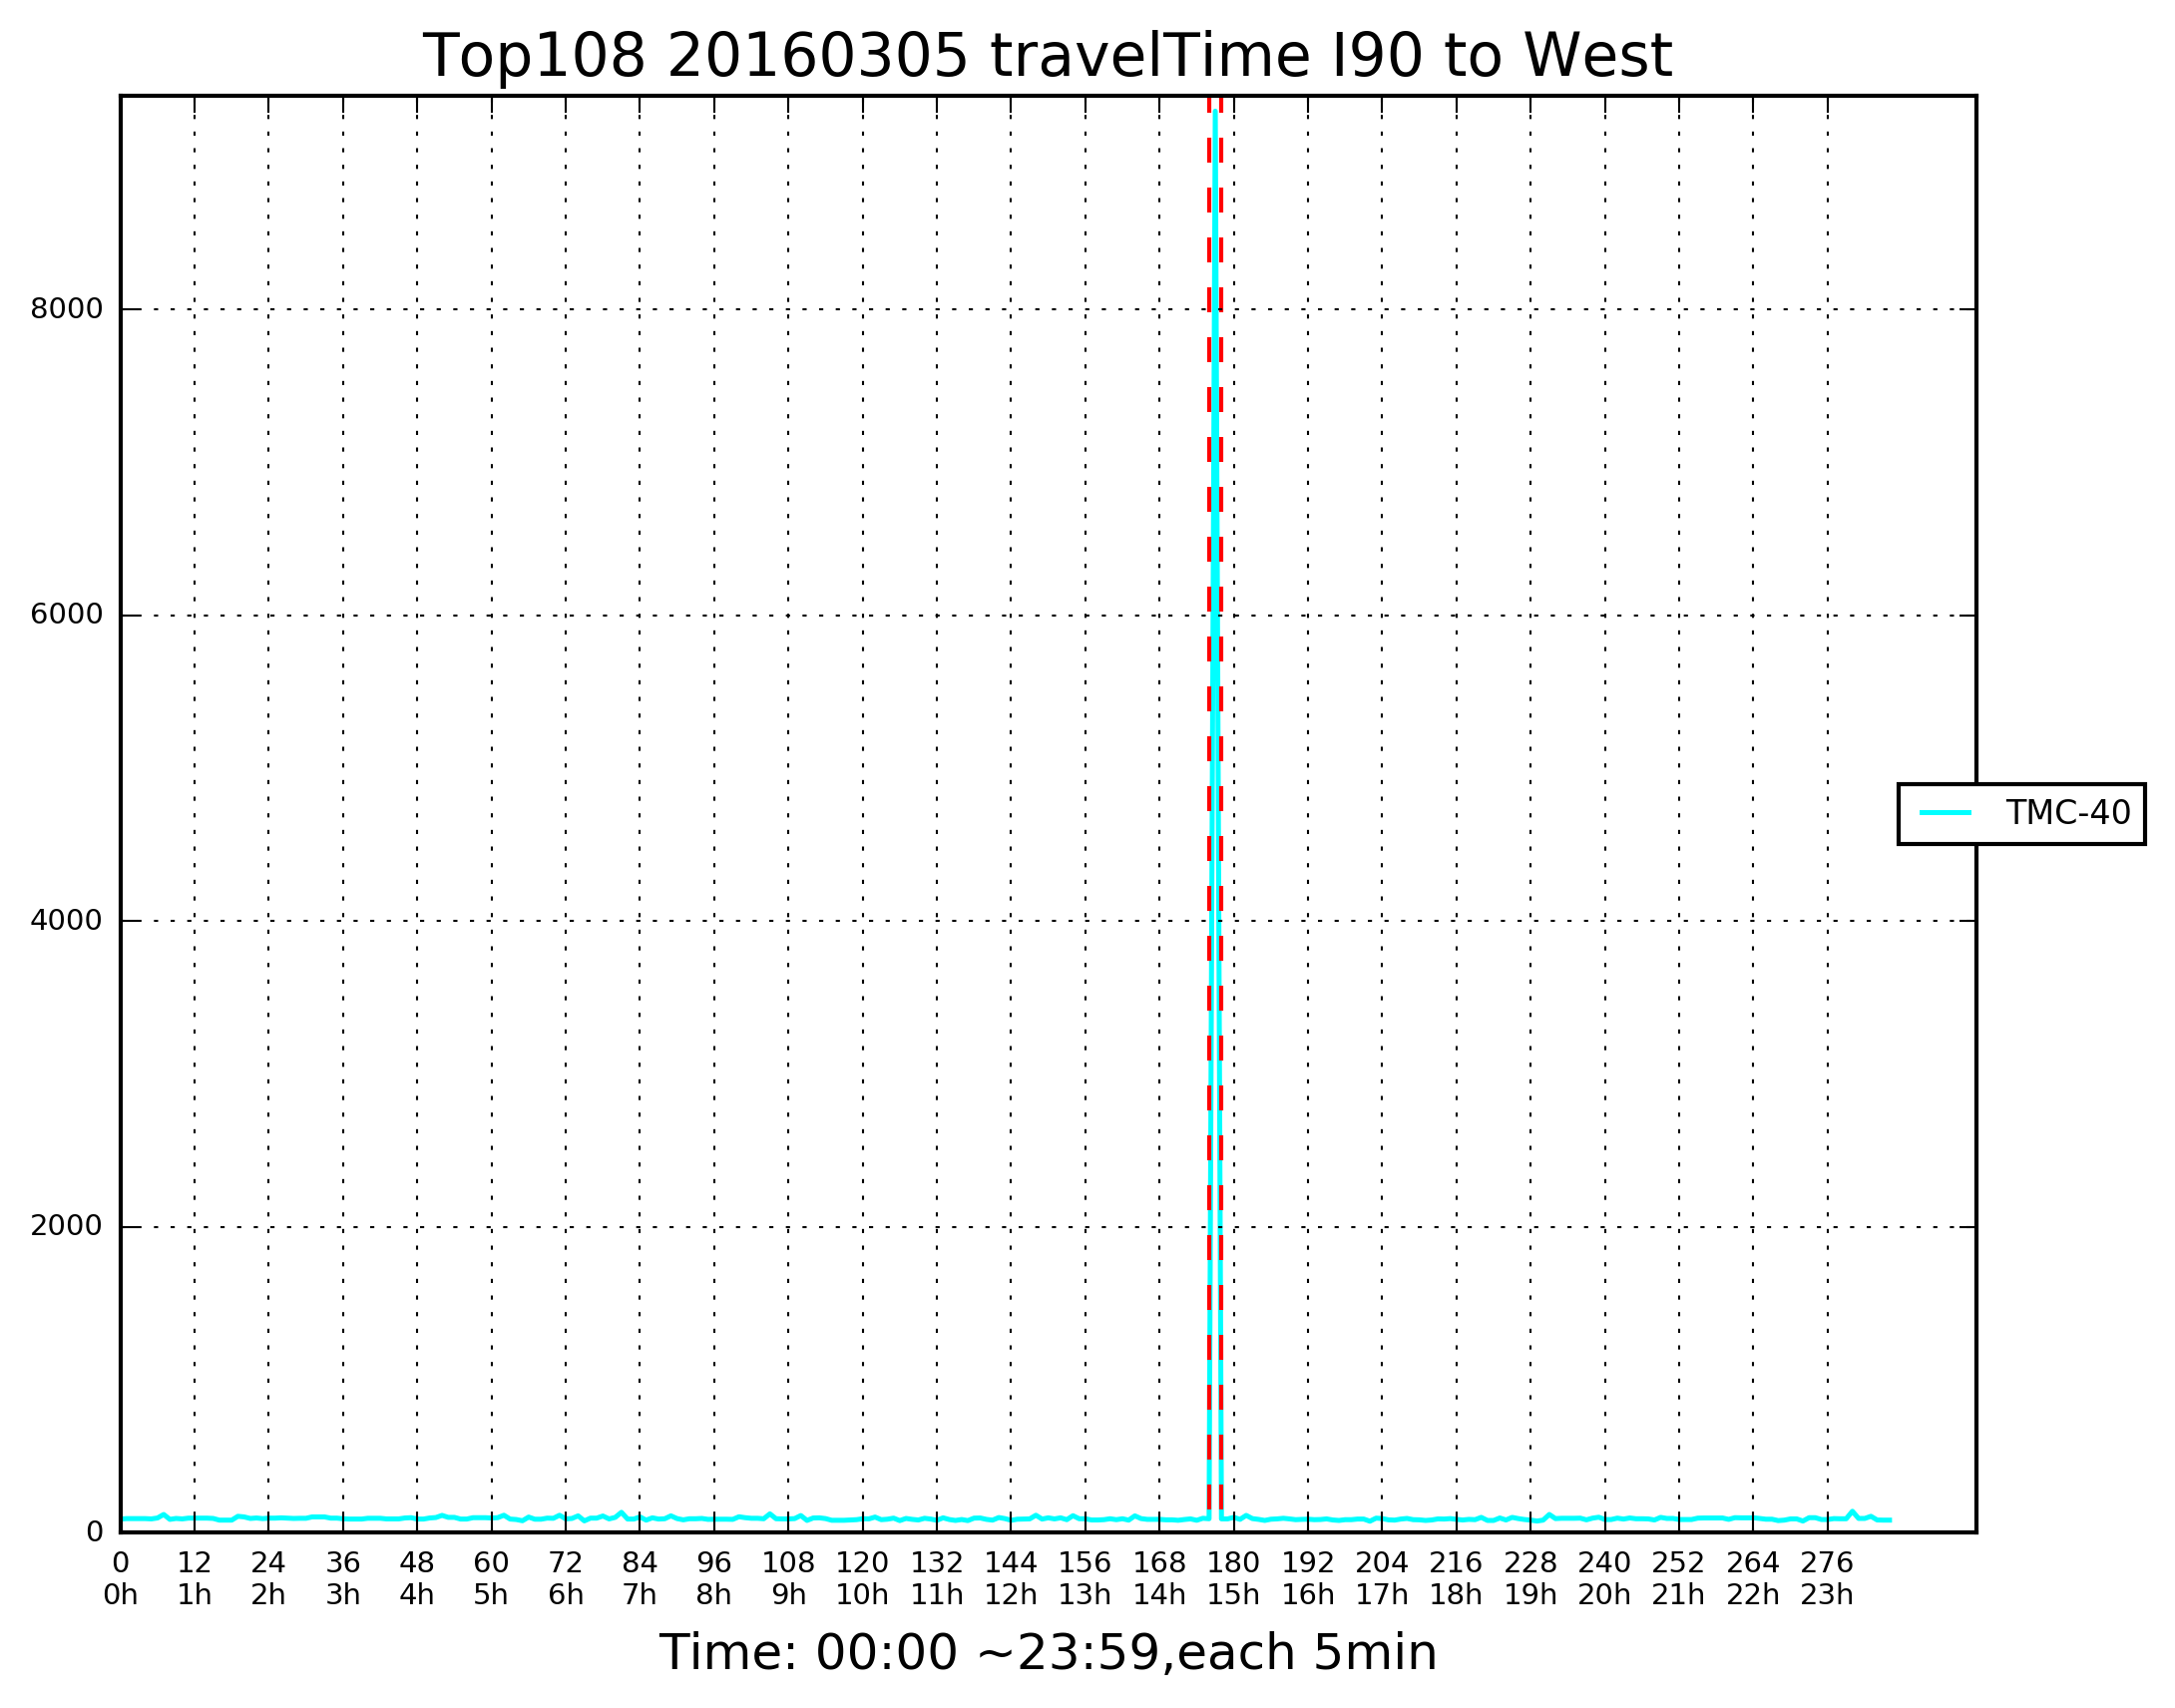 Top108 20160305 travelTime I90 to West
8000
6000
4000
2000
0
TMC-40
0 12 24 36 48 60 72 84 96 108 120 132 144 156 168 180 192 204 216 228 240 252 264 276
0h 1h 2h 3h 4h 5h 6h 7h 8h 9h 10h 11h 12h 13h 14h 15h 16h 17h 18h 19h 20h 21h 22h 23h
Time: 00:00 ~23:59,each 5min